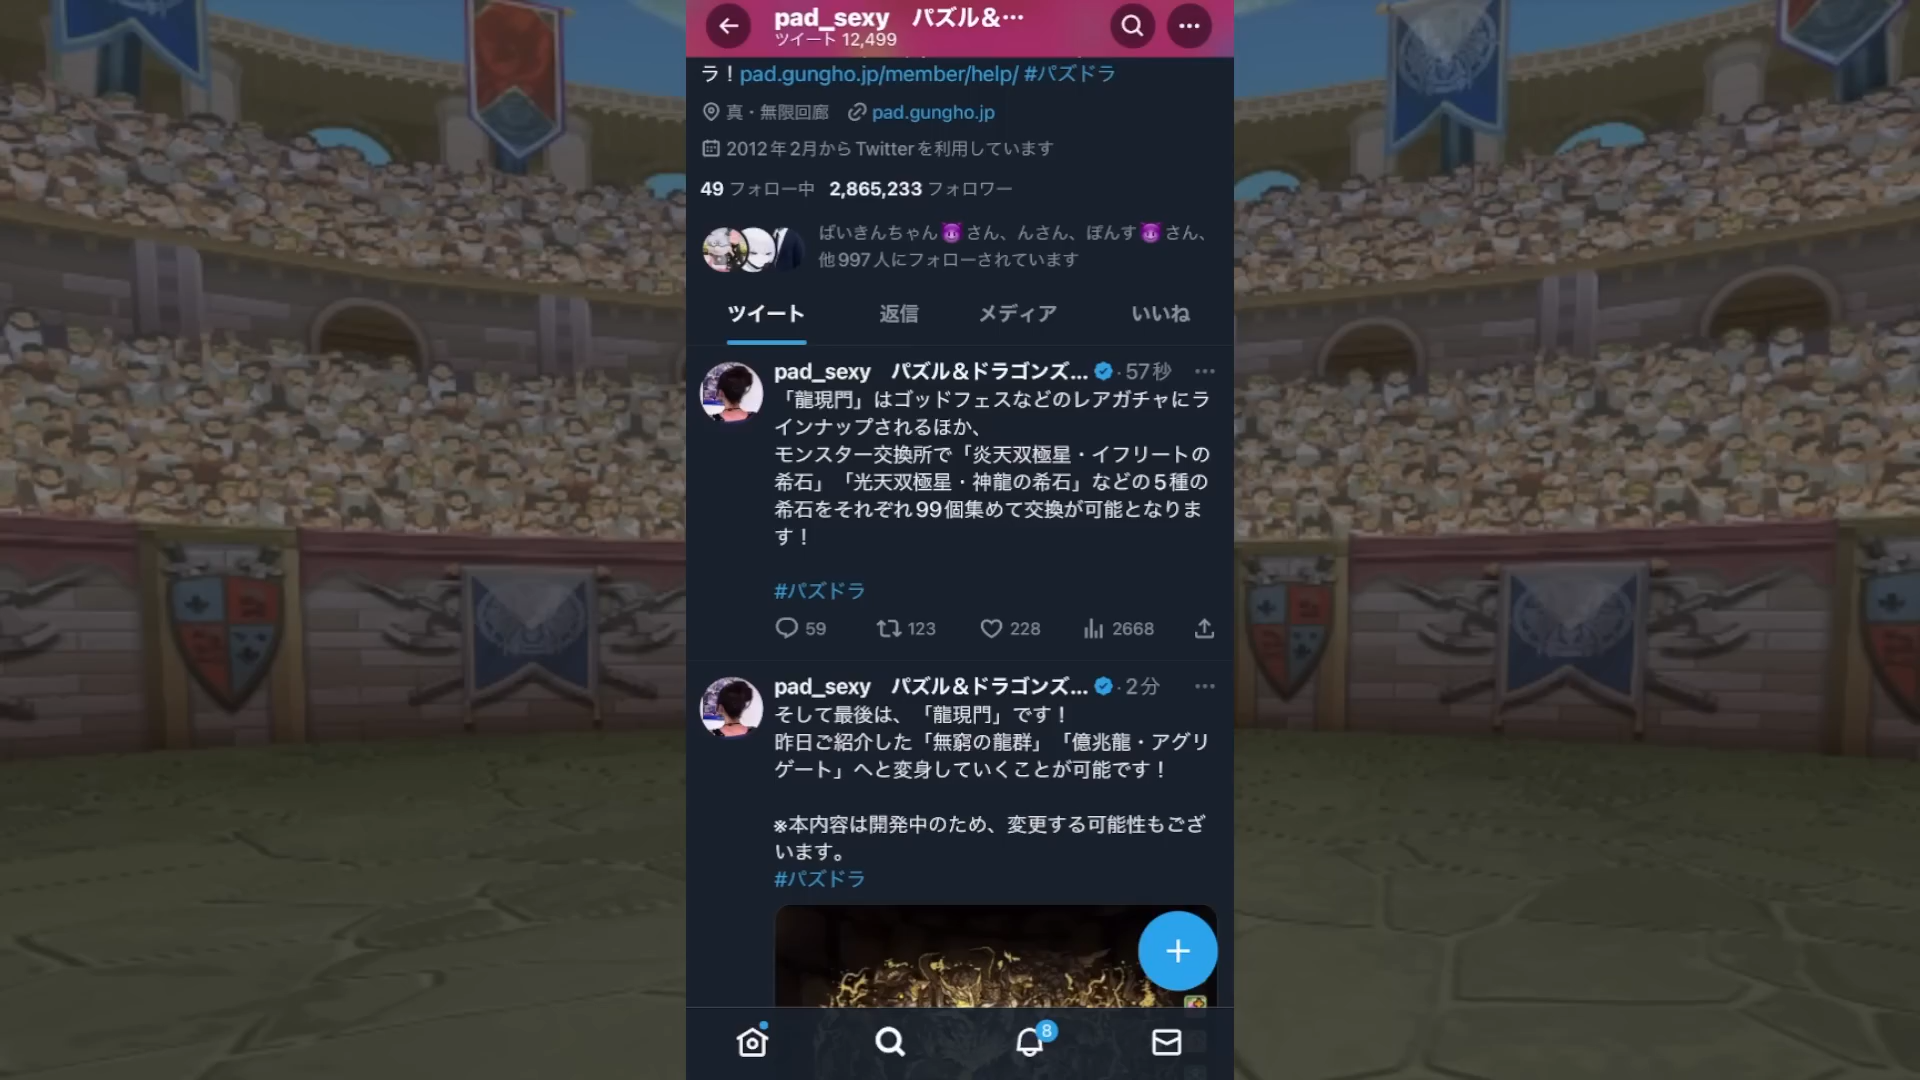 pad_sexy パズル&…
ツイート 12,499
ラ！pad.gungho.jp/member/help/ #パズドラ
真・無限回廊 pad.gungho.jp
2012年2月からTwitterを利用しています
49 フォロー中 2,865,233 フォロワー
ばいきんちゃん😈さん、んさん、ぽんす😈さん、
他997人にフォローされています
ツイート 返信 メディア いいね
pad_sexy パズル＆ドラゴンズ... · 57秒
「龍現門」はゴッドフェスなどのレアガチャにラ
インナップされるほか、
モンスター交換所で「炎天双極星・イフリートの
希石」「光天双極星・神龍の希石」などの5種の
希石をそれぞれ99個集めて交換が可能となりま
す！
#パズドラ
59 123 228 2668
pad_sexy パズル＆ドラゴンズ... · 2分
そして最後は、「龍現門」です！
昨日ご紹介した「無窮の龍群」「億兆龍・アグリ
ゲート」へと変身していくことが可能です！
※本内容は開発中のため、変更する可能性もござ
います。
#パズドラ
8